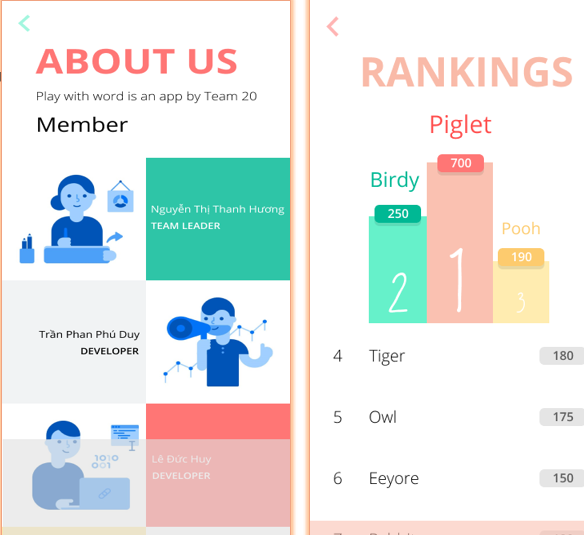 ABOUT US
Play with word is an app by Team 20
Member
Nguyễn Thị Thanh Hương
TEAM LEADER
Trần Phan Phú Duy
DEVELOPER
1010
001
Lê Đức Huy
DEVELOPER
RANKINGS
Piglet
700
Birdy
250
Pooh
190
1
2
3
4 Tiger 180
5 Owl 175
6 Eeyore 150